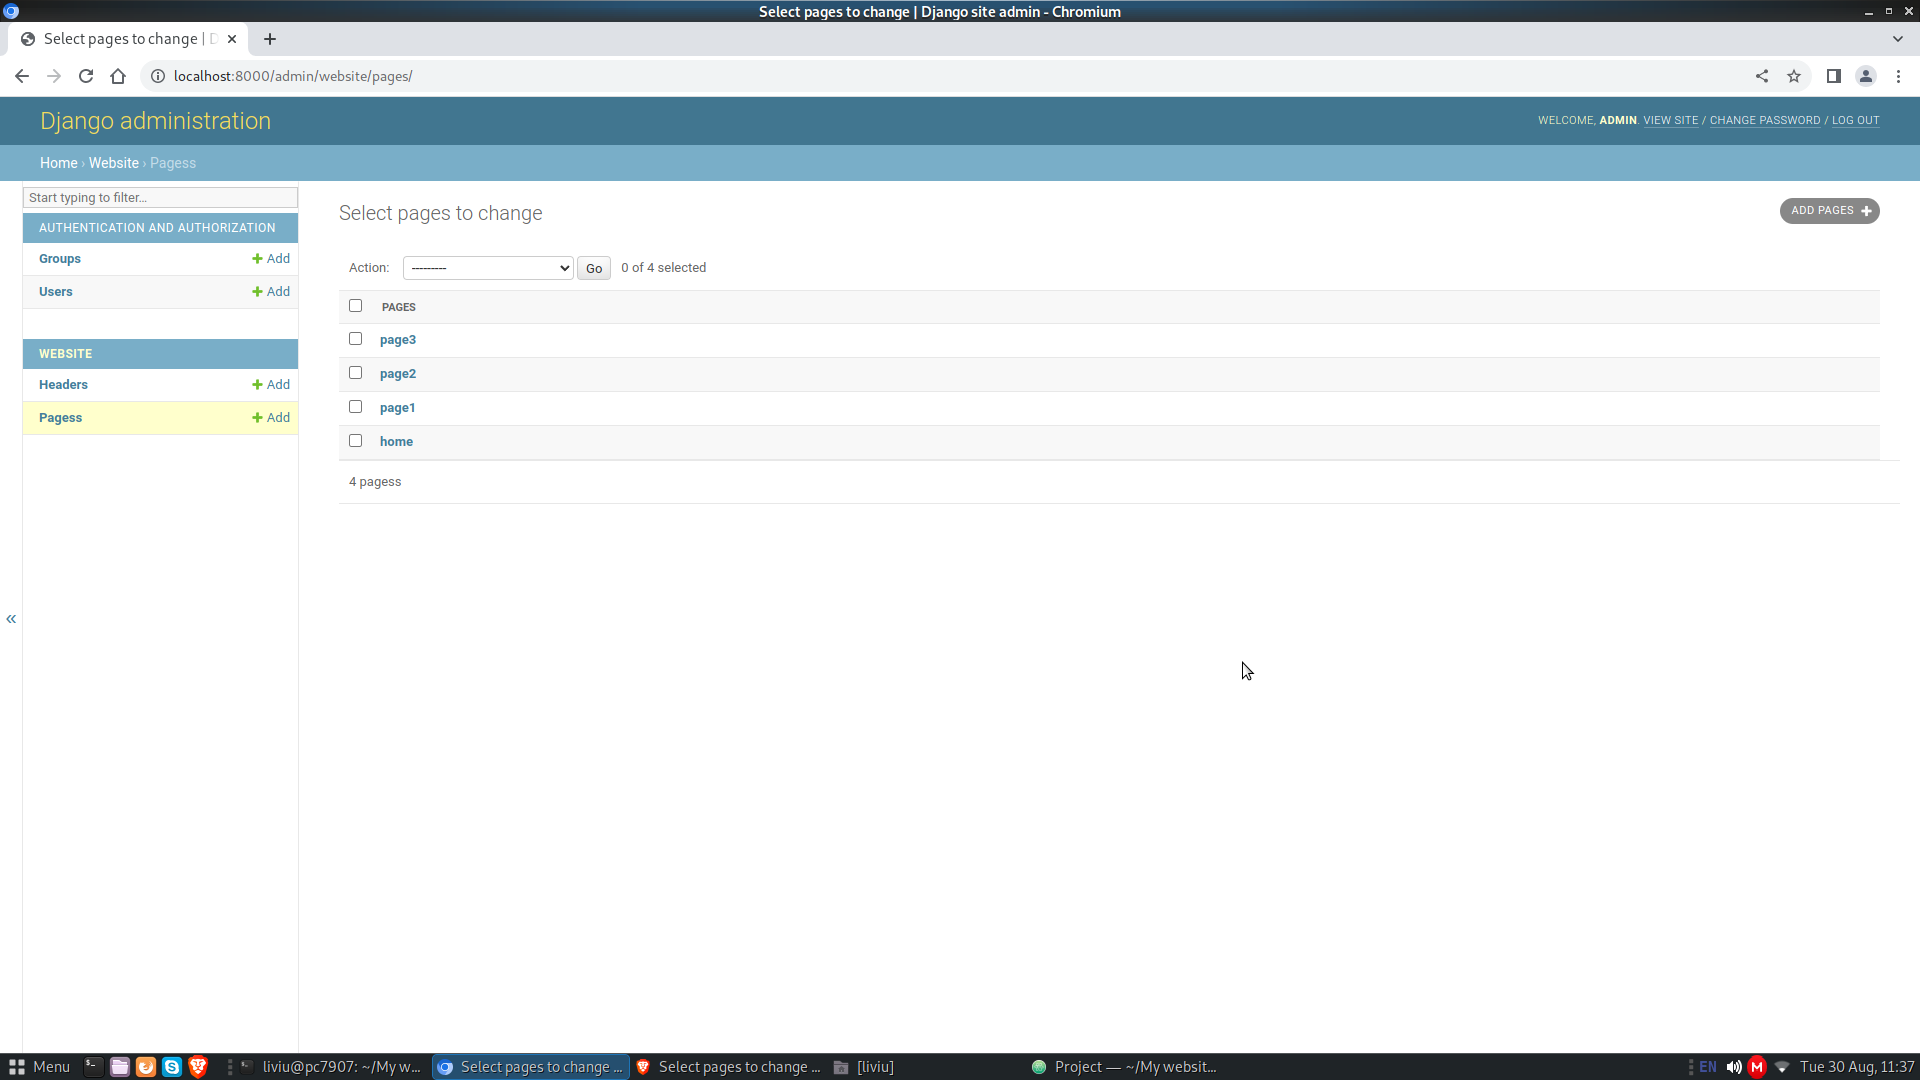 Select pages to change | Django site admin - Chromium
Select pages to change |
localhost:8000/admin/website/pages/
Django administration
WELCOME, ADMIN. VIEW SITE / CHANGE PASSWORD / LOG OUT
Home › Website › Pagess
Start typing to filter...
AUTHENTICATION AND AUTHORIZATION
Groups + Add
Users + Add
WEBSITE
Headers + Add
Pagess + Add
Select pages to change
ADD PAGES +
Action: --------- Go 0 of 4 selected
PAGES
page3
page2
page1
home
4 pagess
«
Menu liviu@pc7907: ~/My w... Select pages to change ... Select pages to change ... [liviu] Project — ~/My websit... EN M Tue 30 Aug, 11:37